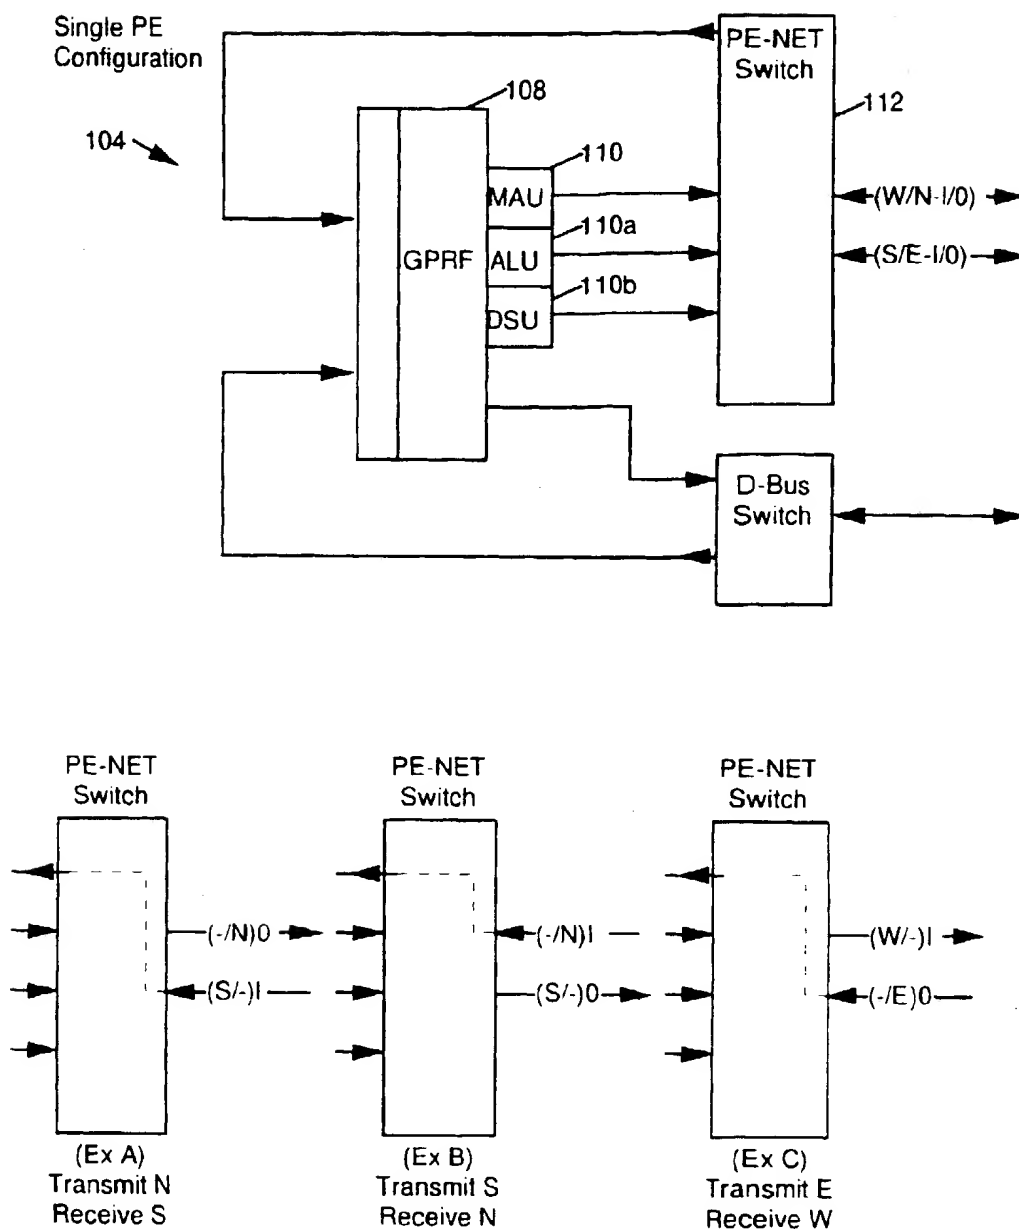 Single PE
Configuration
PE-NET
Switch
108
112
104
110
MAU
(W/N-I/0)
110a
GPRF
ALU
(S/E-I/0)
110b
DSU
D-Bus
Switch
PE-NET
Switch
PE-NET
Switch
PE-NET
Switch
(-/N)0
(-/N)I
(W/-)I
(S/-)I
(S/-)0
(-/E)0
(Ex A)
Transmit N
Receive S
(Ex B)
Transmit S
Receive N
(Ex C)
Transmit E
Receive W